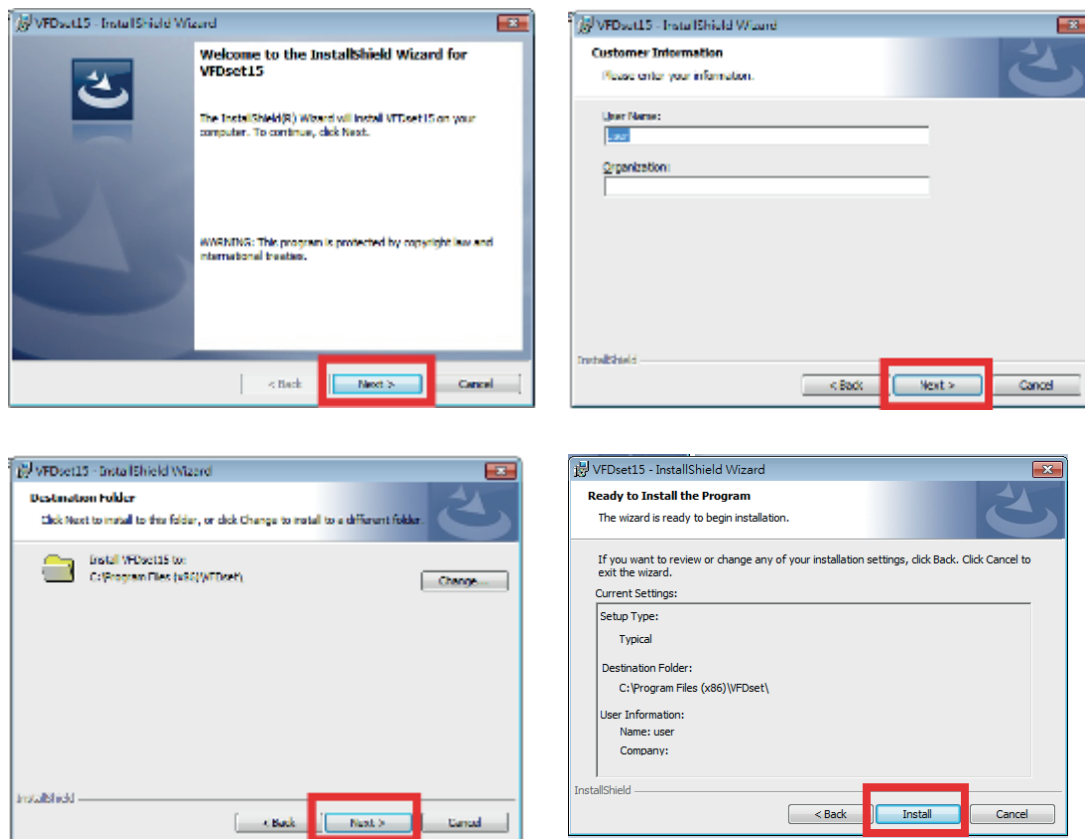 VFDset15 - InstallShield Wizard
Welcome to the InstallShield Wizard for
VFDset15
The InstallShield(R) Wizard will install VFDset15 on your
computer. To continue, click Next.
WARNING: This program is protected by copyright law and
international treaties.
< Back
Next >
Cancel
VFDset15 - InstallShield Wizard
Customer Information
Please enter your information.
User Name:
user
Organization:
InstallShield
< Back
Next >
Cancel
VFDset15 - InstallShield Wizard
Destination Folder
Click Next to install to this folder, or click Change to install to a different folder.
Install VFDset15 to:
C:\Program Files (x86)\VFDset\
Change...
InstallShield
< Back
Next >
Cancel
VFDset15 - InstallShield Wizard
Ready to Install the Program
The wizard is ready to begin installation.
If you want to review or change any of your installation settings, click Back. Click Cancel to
exit the wizard.
Current Settings:
Setup Type:
Typical
Destination Folder:
C:\Program Files (x86)\VFDset\
User Information:
Name: user
Company:
InstallShield
< Back
Install
Cancel